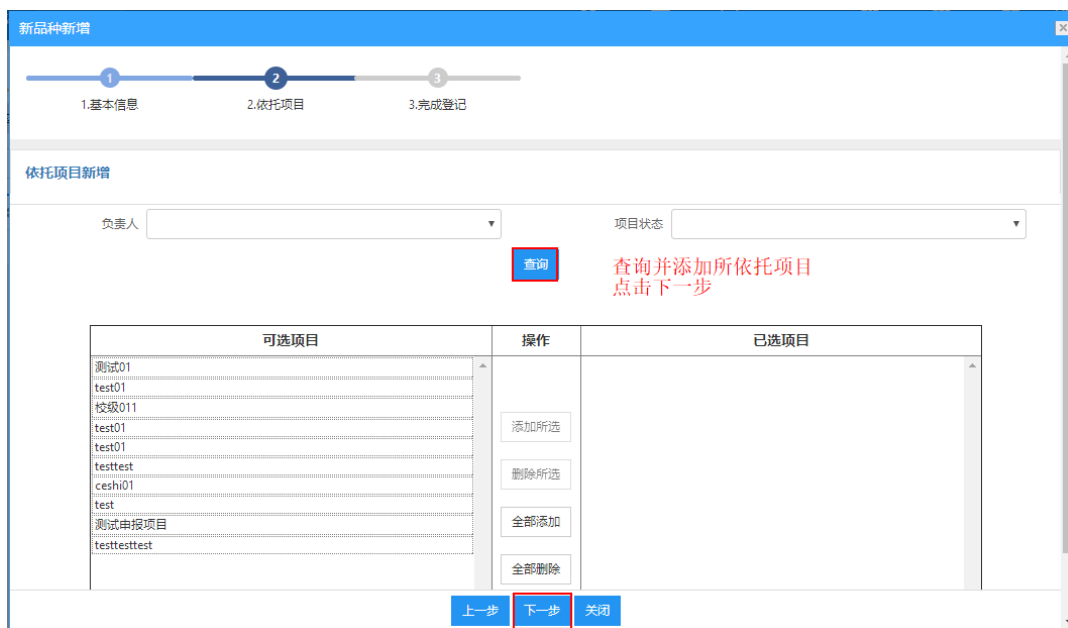 新品种新增
1 2 3
1.基本信息 2.依托项目 3.完成登记
依托项目新增
负责人 项目状态
查询
查询并添加所依托项目
点击下一步
可选项目 操作 已选项目
测试01
test01
校级011
test01
test01
testtest
ceshi01
test
测试申报项目
testtesttest
添加所选
删除所选
全部添加
全部删除
上一步 下一步 关闭